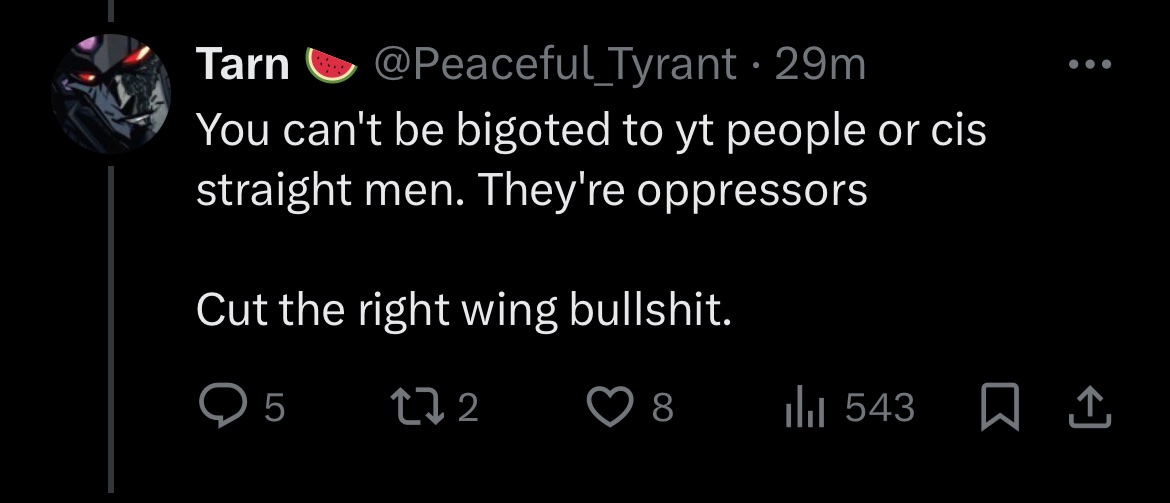 Tarn 🍉 @Peaceful_Tyrant · 29m
You can't be bigoted to yt people or cis
straight men. They're oppressors
Cut the right wing bullshit.
5 2 8 543